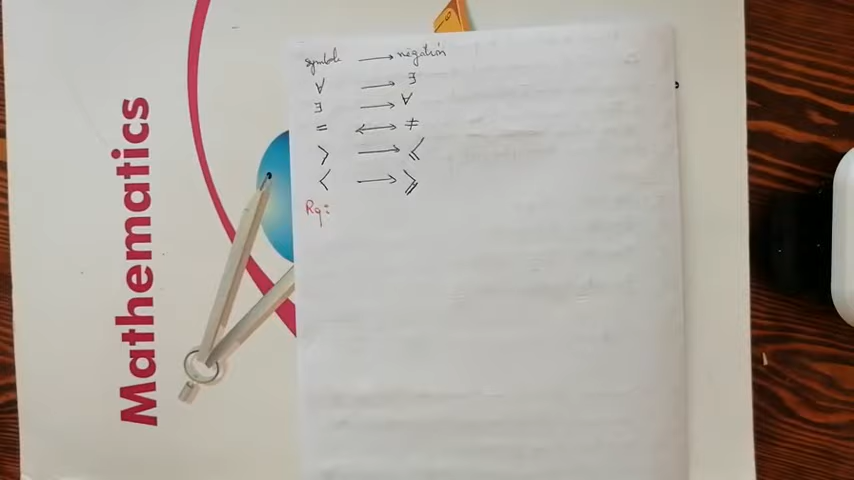 symbole → négation
∀ → ∃
∃ → ∀
= ↔ ≠
> → ⩽
< → ⩾
Rq:
Mathematics